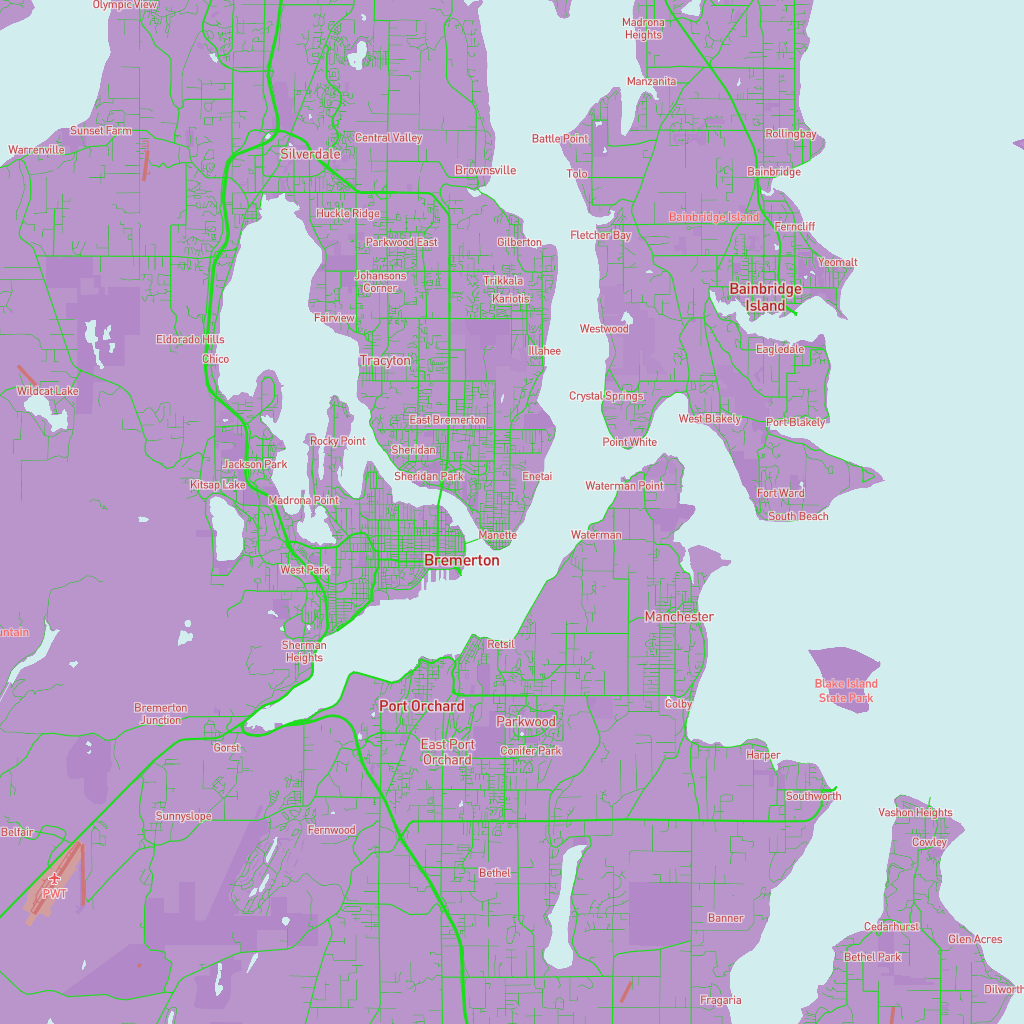 Olympic View
Madrona
Heights
Manzanita
Sunset Farm
Warrenville
Silverdale
Central Valley
Battle Point
Rollingbay
Brownsville
Tolo
Bainbridge
Huckle Ridge
Bainbridge Island
Ferncliff
Parkwood East
Gilberton
Fletcher Bay
Yeomalt
Johansons
Corner
Trikkala
Kariotis
Bainbridge
Island
Fairview
Westwood
Eldorado Hills
Chico
Tracyton
Illahee
Eagledale
Wildcat Lake
Crystal Springs
East Bremerton
West Blakely
Port Blakely
Rocky Point
Sheridan
Point White
Jackson Park
Kitsap Lake
Sheridan Park
Enetai
Waterman Point
Fort Ward
Madrona Point
South Beach
Manette
Waterman
Bremerton
West Park
Manchester
untain
Sherman
Heights
Retsil
Blake Island
State Park
Bremerton
Junction
Port Orchard
Colby
Parkwood
Gorst
East Port
Orchard
Conifer Park
Harper
Southworth
Sunnyslope
Vashon Heights
Belfair
Fernwood
Cowley
PWT
Bethel
Banner
Cedarhurst
Glen Acres
Bethel Park
Fragaria
Dilworth